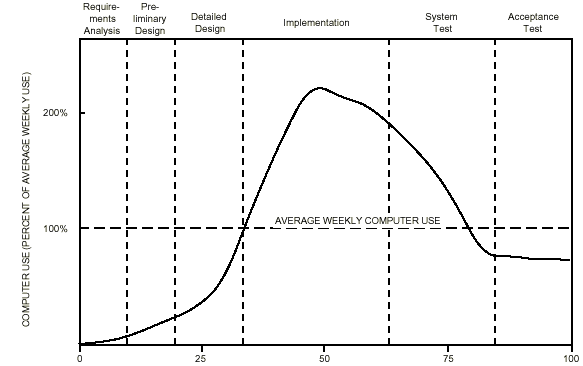 Require-
ments
Analysis
Pre-
liminary
Design
Detailed
Design
Implementation
System
Test
Acceptance
Test
COMPUTER USE (PERCENT OF AVERAGE WEEKLY USE)
200%
100%
AVERAGE WEEKLY COMPUTER USE
0
25
50
75
100